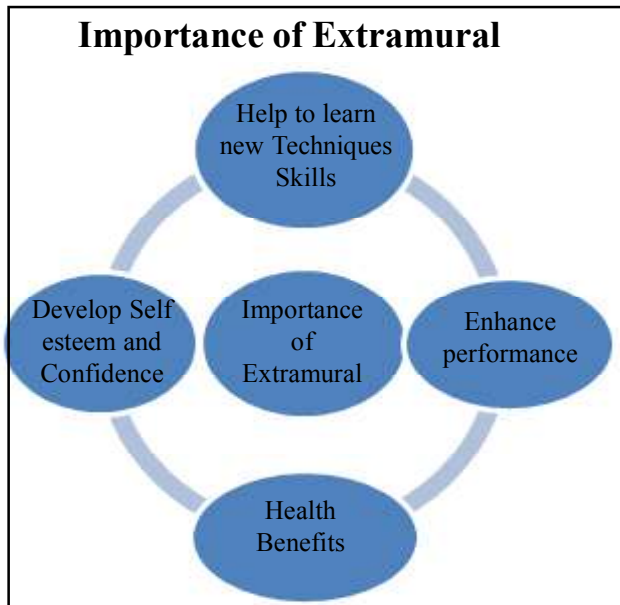 Importance of Extramural
Help to learn
new Techniques
Skills
Develop Self
esteem and
Confidence
Importance
of
Extramural
Enhance
performance
Health
Benefits